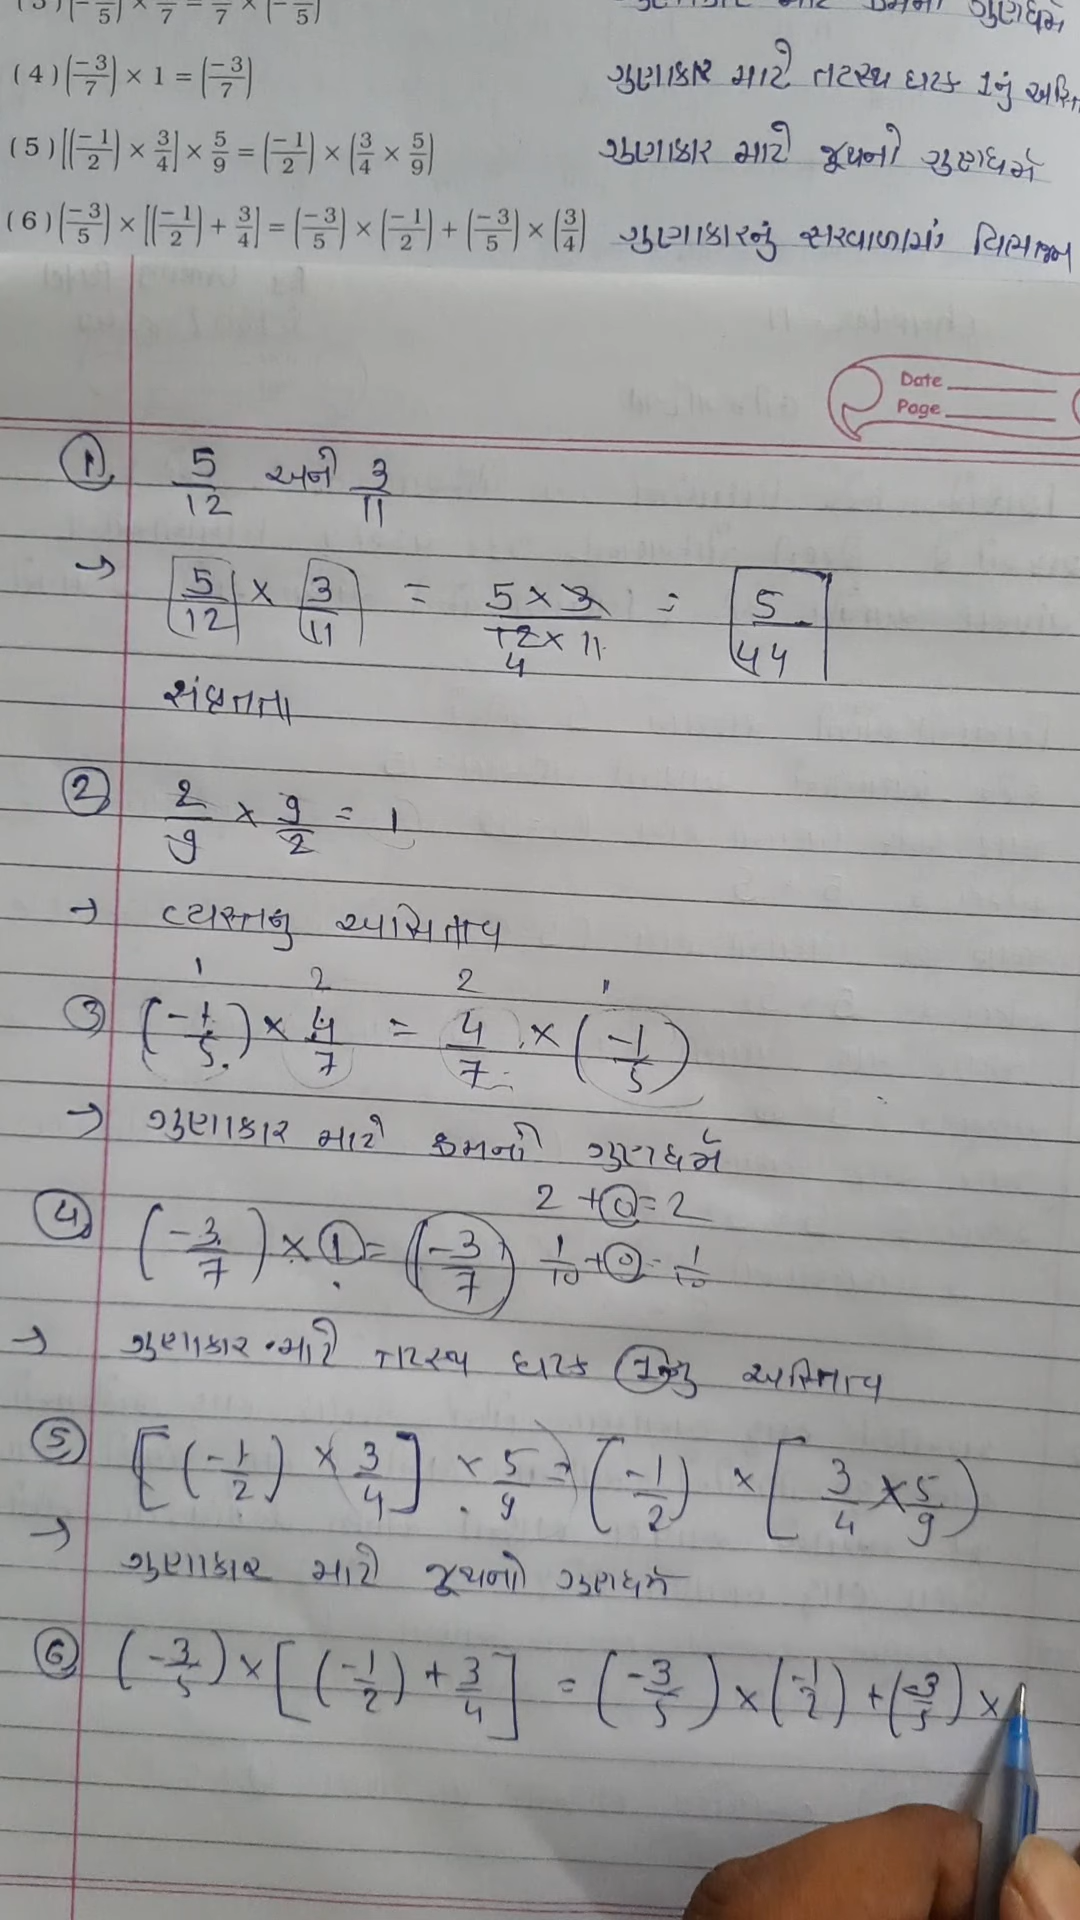 (4) (-3/7) × 1 = (-3/7) ગુણાકાર માટે તટસ્થ ઘટક 1નું
(5) [(-1/2) × 3/4] × 5/9 = (-1/2) × (3/4 × 5/9) ગુણાકાર માટે જૂથનો ગુણધર્મ
(6) (-3/5) × [(-1/2) + 3/4] = (-3/5) × (-1/2) + (-3/5) × (3/4) ગુણાકારનું સરવાળામાં
Date
Page
① 5/12 અને 3/11
→ 5/12 × 3/11 = 5 × 3/12 × 11 = 5/44
4
સંવૃતતા
② 2/9 × 9/2 = 1
→ વ્યસ્તનુ અસ્તિત્વ
1 2 2 1
③ (-1/5) × 4/7 = 4/7 × (-1/5)
→ ગુણાકાર માટે ક્રમનો ગુણધર્મ
2 + 0 = 2
④ (-3/7) × 1 = (-3/7) 1/10 + 0 = 1/10
→ ગુણાકાર માટે તટસ્થ ઘટક 1નુ અસ્તિત્વ
⑤ [(-1/2) × 3/4] × 5/9 = (-1/2) × [3/4 × 5/9)
→ ગુણાકાર માટે જૂથનો ગુણધર્મ
⑥ (-3/5) × [(-1/2) + 3/4] = (-3/5) × (-1/2) + (-3/5) ×